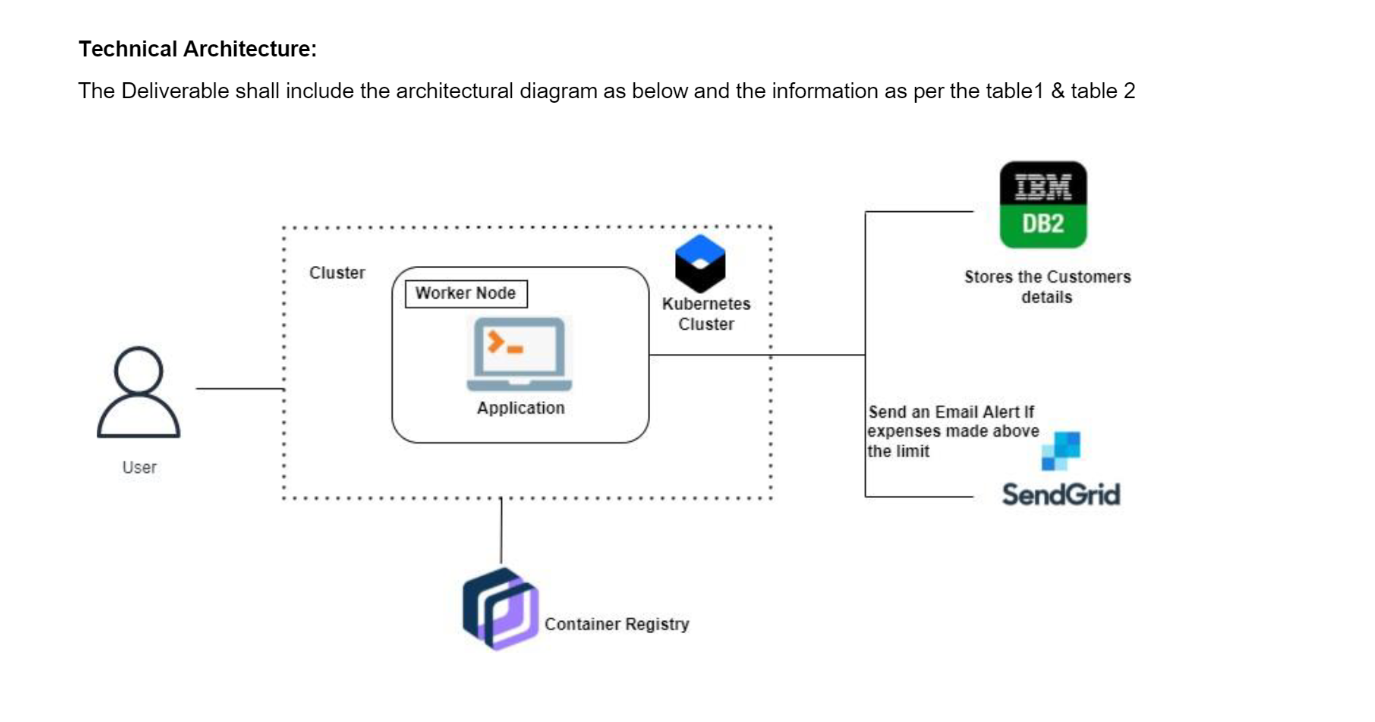 Technical Architecture:
The Deliverable shall include the architectural diagram as below and the information as per the table1 & table 2
IBM
DB2
Stores the Customers
details
Cluster
Worker Node
Kubernetes
Cluster
Application
User
Send an Email Alert If
expenses made above
the limit
SendGrid
Container Registry